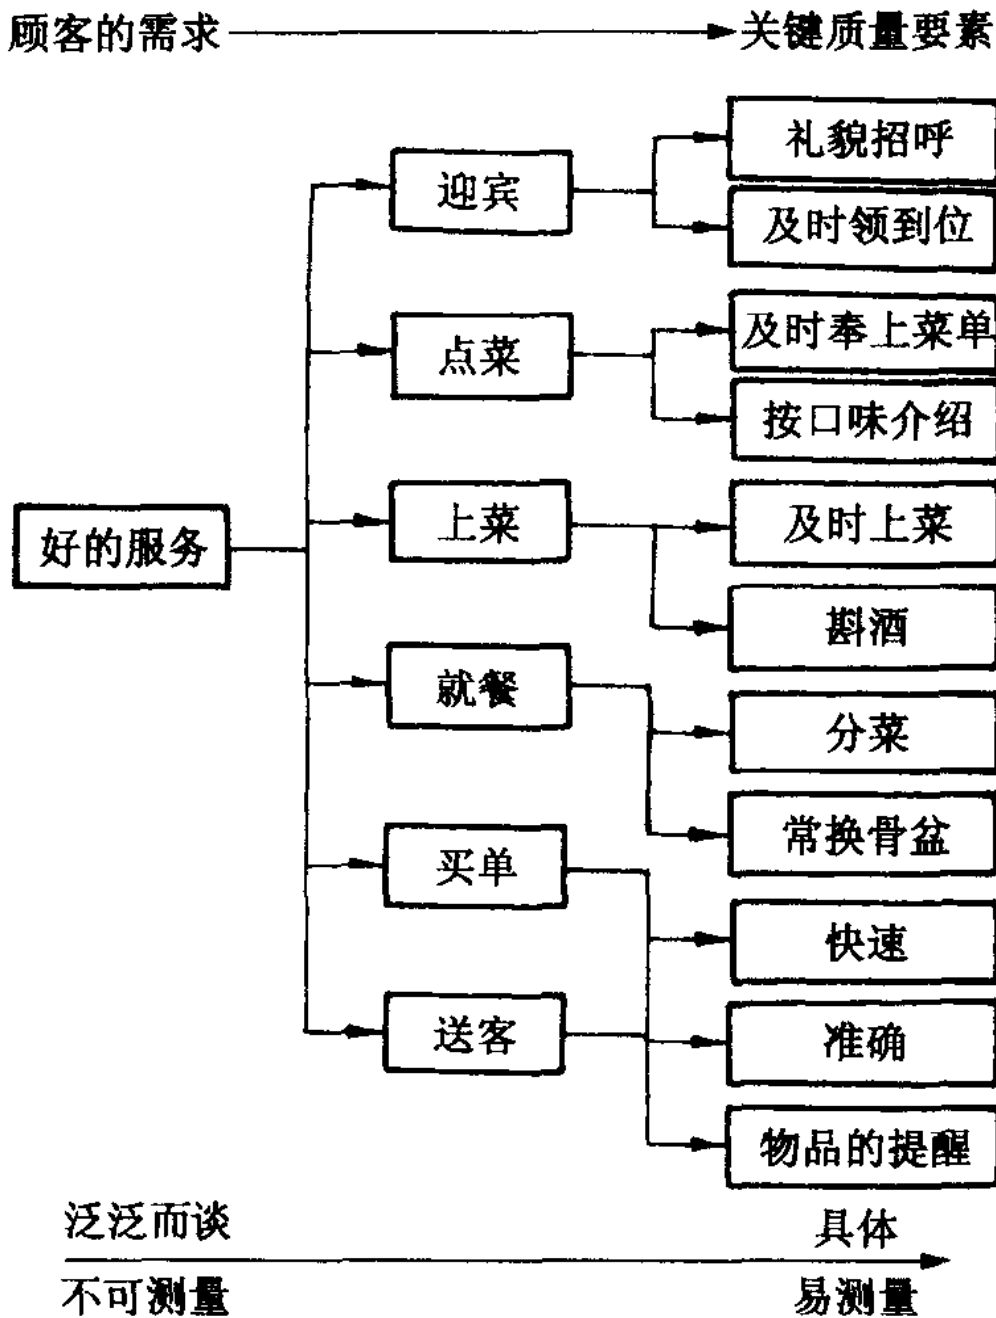 顾客的需求 关键质量要素
礼貌招呼
迎宾
及时领到位
及时奉上菜单
点菜
按口味介绍
上菜
及时上菜
好的服务
斟酒
就餐
分菜
常换骨盆
买单
快速
送客
准确
物品的提醒
泛泛而谈 具体
不可测量 易测量